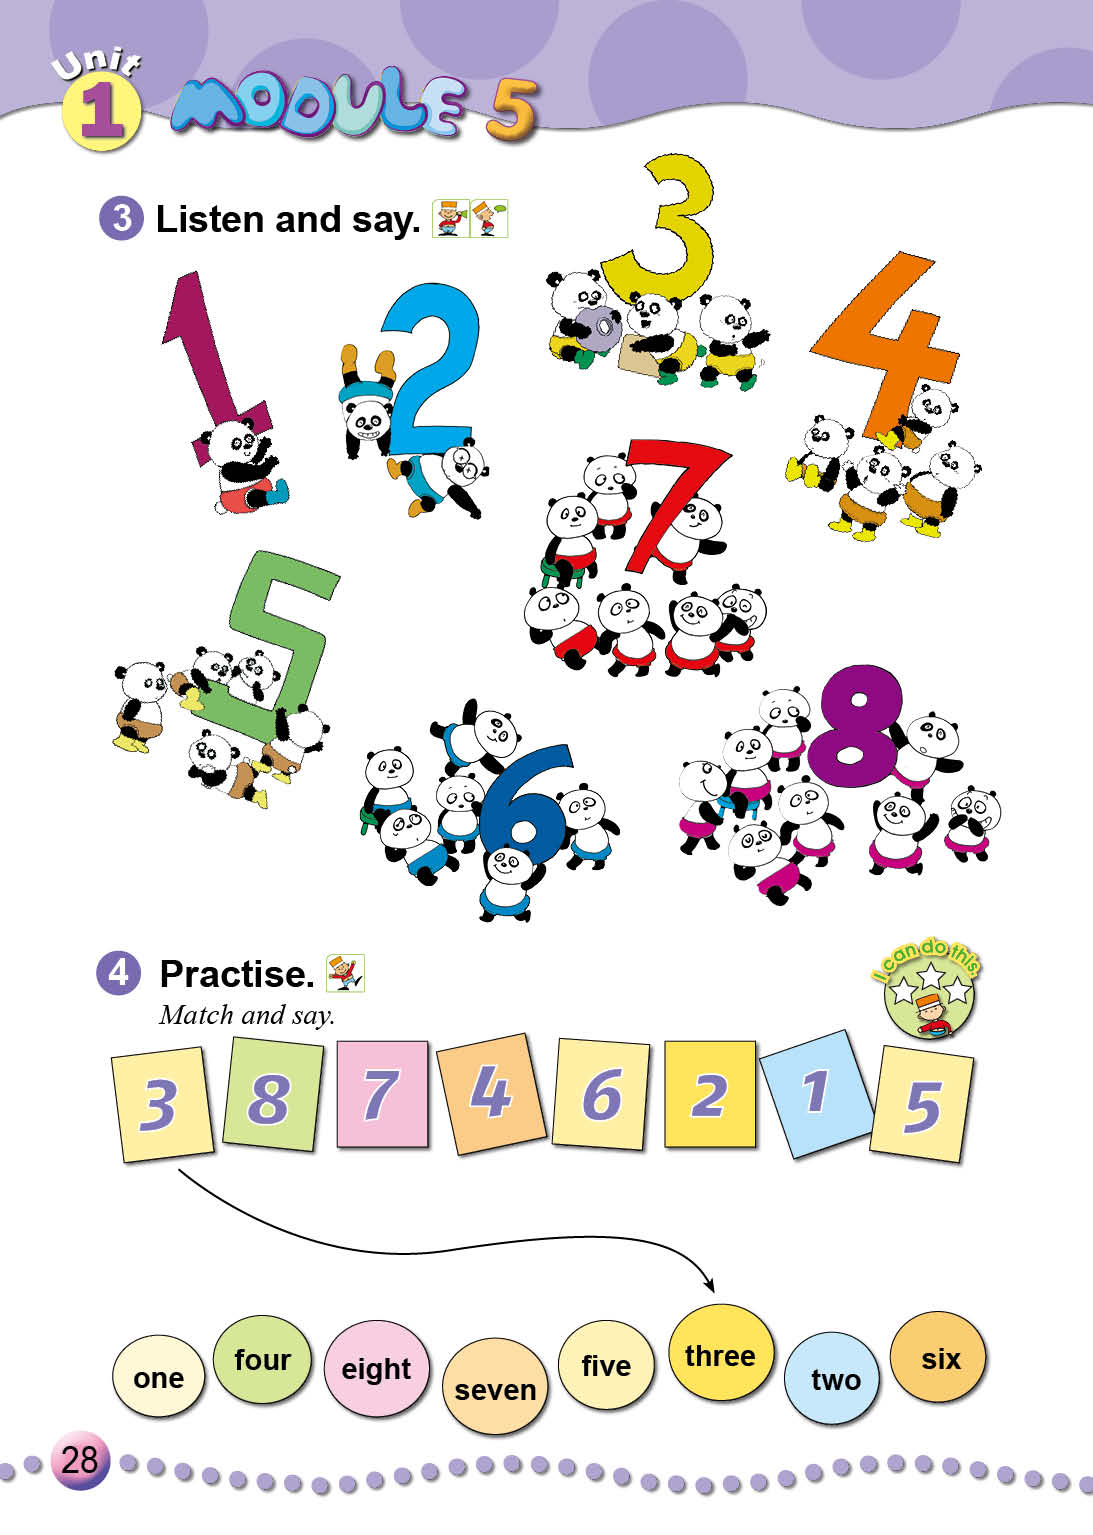 Unit
1
MODULE 5
3 Listen and say.
1
2
3
4
5
6
7
8
4 Practise.
Match and say.
I can do this.
3 8 7 4 6 2 1 5
one four eight seven five three two six
28